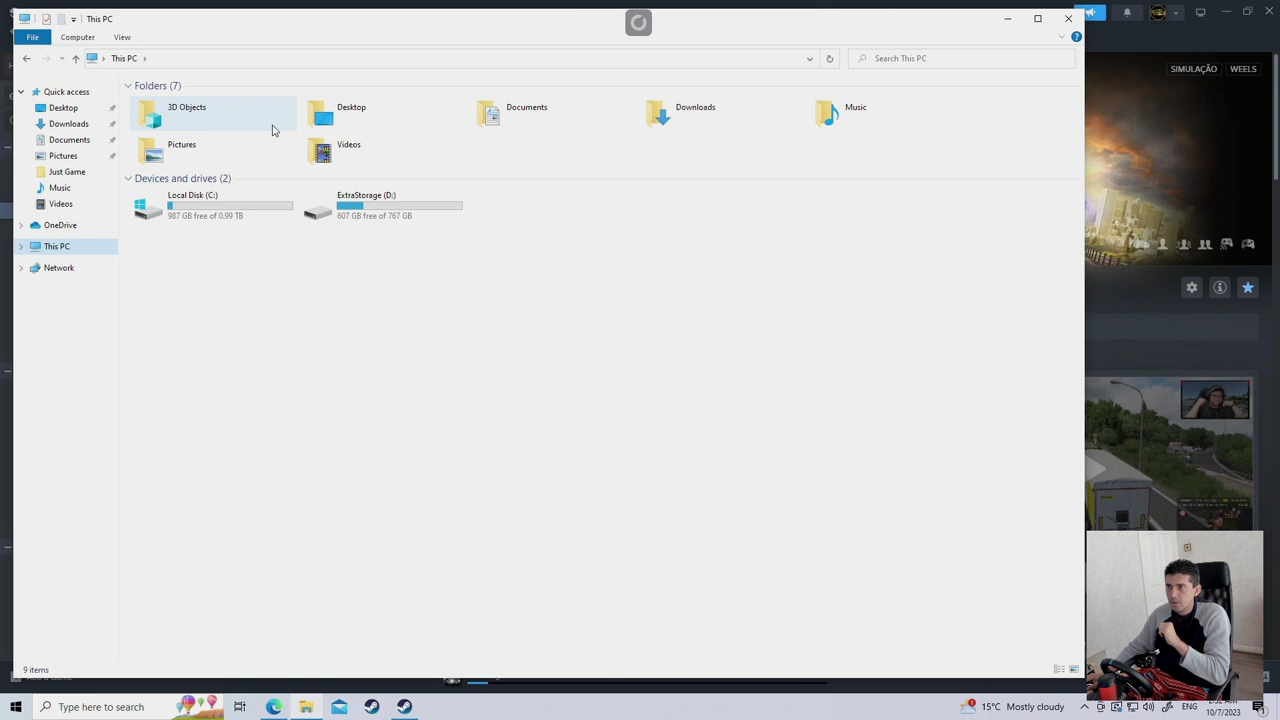 This PC
File Computer View
This PC
Search This PC
Quick access
Desktop
Downloads
Documents
Pictures
Just Game
Music
Videos
OneDrive
This PC
Network
Folders (7)
3D Objects
Desktop
Documents
Downloads
Music
Pictures
Videos
Devices and drives (2)
Local Disk (C:)
987 GB free of 0.99 TB
ExtraStorage (D:)
607 GB free of 767 GB
9 items
SIMULAÇÃO WEELS
Type here to search
15°C Mostly cloudy
ENG
10/7/2023